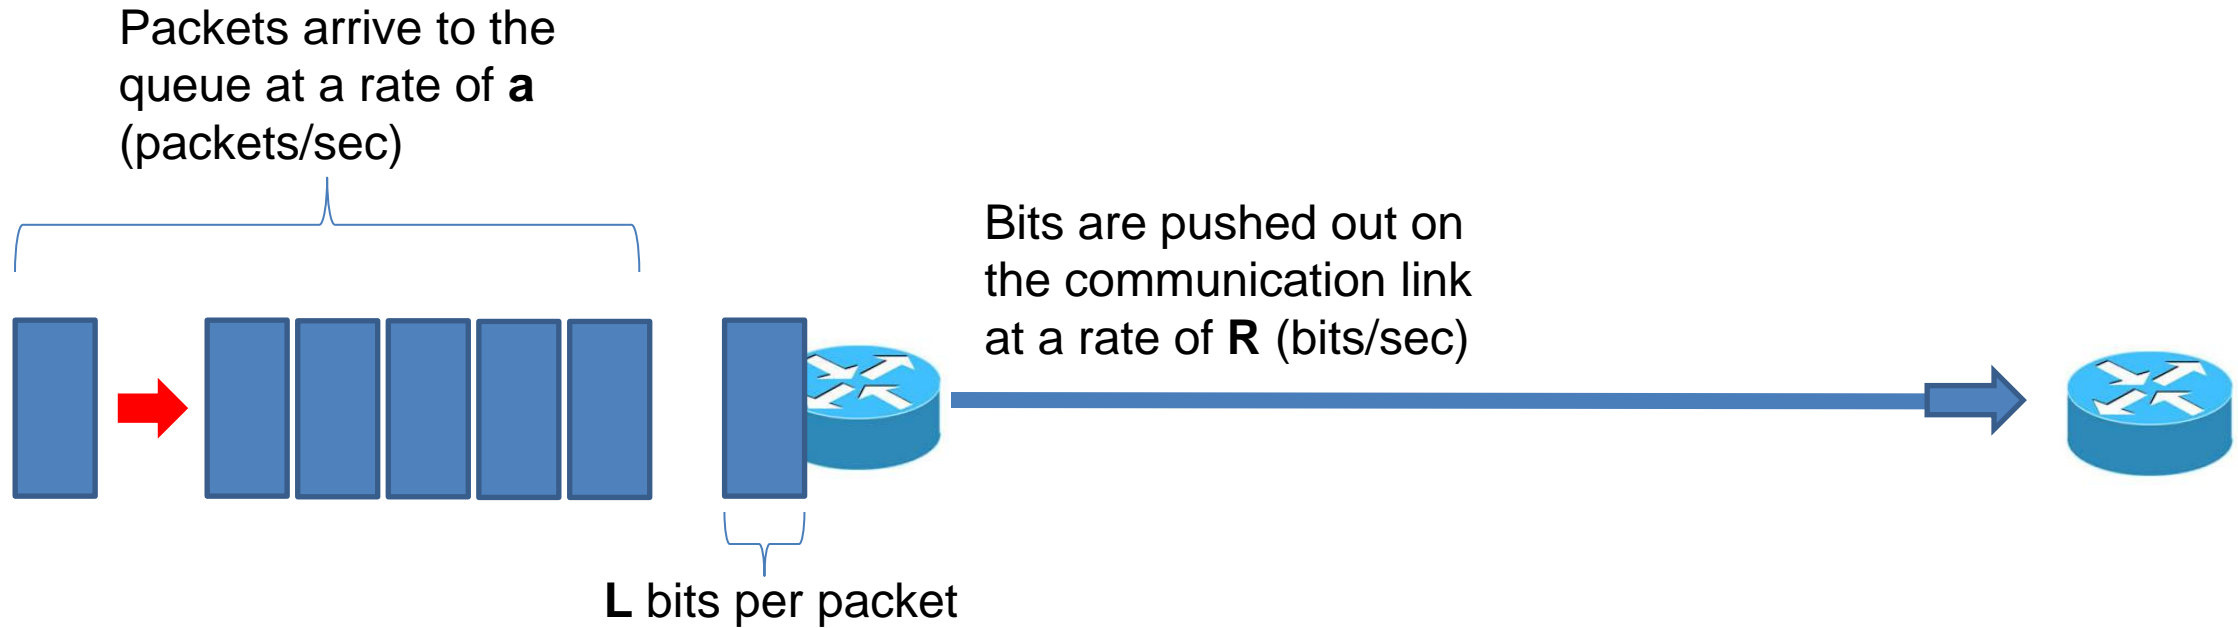 Packets arrive to the
queue at a rate of a
(packets/sec)
Bits are pushed out on
the communication link
at a rate of R (bits/sec)
L bits per packet